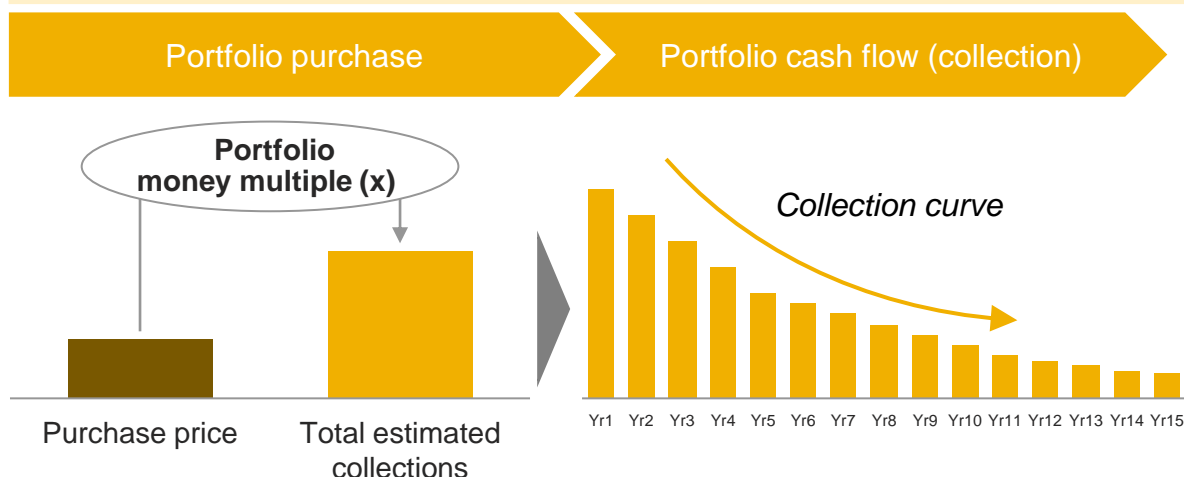 Portfolio purchase
Portfolio cash flow (collection)
Portfolio
money multiple (x)
Collection curve
Purchase price
Total estimated
collections
Yr1 Yr2 Yr3 Yr4 Yr5 Yr6 Yr7 Yr8 Yr9 Yr10 Yr11 Yr12 Yr13 Yr14 Yr15